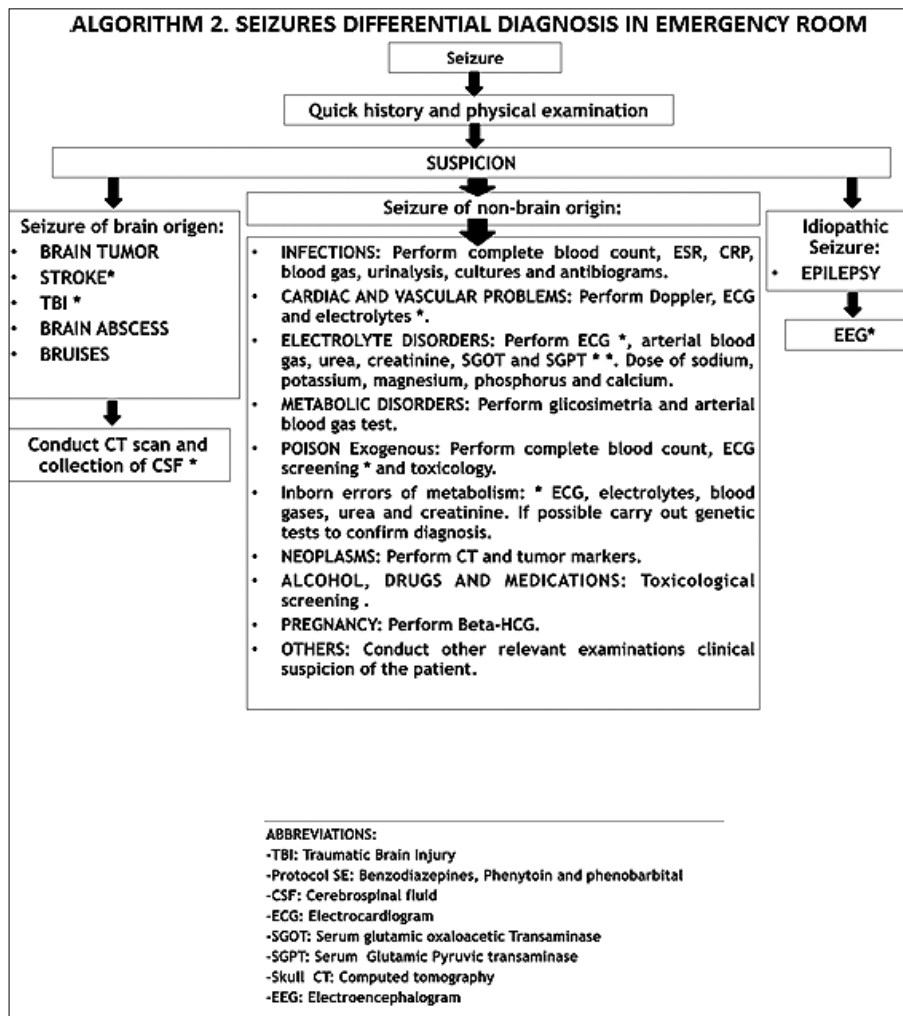 ALGORITHM 2. SEIZURES DIFFERENTIAL DIAGNOSIS IN EMERGENCY ROOM
Seizure
Quick history and physical examination
SUSPICION
Seizure of brain origen:
• BRAIN TUMOR
• STROKE*
• TBI *
• BRAIN ABSCESS
• BRUISES
Conduct CT scan and
collection of CSF *
Seizure of non-brain origin:
• INFECTIONS: Perform complete blood count, ESR, CRP,
blood gas, urinalysis, cultures and antibiograms.
• CARDIAC AND VASCULAR PROBLEMS: Perform Doppler, ECG
and electrolytes *.
• ELECTROLYTE DISORDERS: Perform ECG *, arterial blood
gas, urea, creatinine, SGOT and SGPT * *. Dose of sodium,
potassium, magnesium, phosphorus and calcium.
• METABOLIC DISORDERS: Perform glicosimetria and arterial
blood gas test.
• POISON Exogenous: Perform complete blood count, ECG
screening * and toxicology.
• Inborn errors of metabolism: * ECG, electrolytes, blood
gases, urea and creatinine. If possible carry out genetic
tests to confirm diagnosis.
• NEOPLASMS: Perform CT and tumor markers.
• ALCOHOL, DRUGS AND MEDICATIONS: Toxicological
screening .
• PREGNANCY: Perform Beta-HCG.
• OTHERS: Conduct other relevant examinations clinical
suspicion of the patient.
Idiopathic
Seizure:
• EPILEPSY
EEG*
ABBREVIATIONS:
-TBI: Traumatic Brain Injury
-Protocol SE: Benzodiazepines, Phenytoin and phenobarbital
-CSF: Cerebrospinal fluid
-ECG: Electrocardiogram
-SGOT: Serum glutamic oxaloacetic Transaminase
-SGPT: Serum Glutamic Pyruvic transaminase
-Skull CT: Computed tomography
-EEG: Electroencephalogram